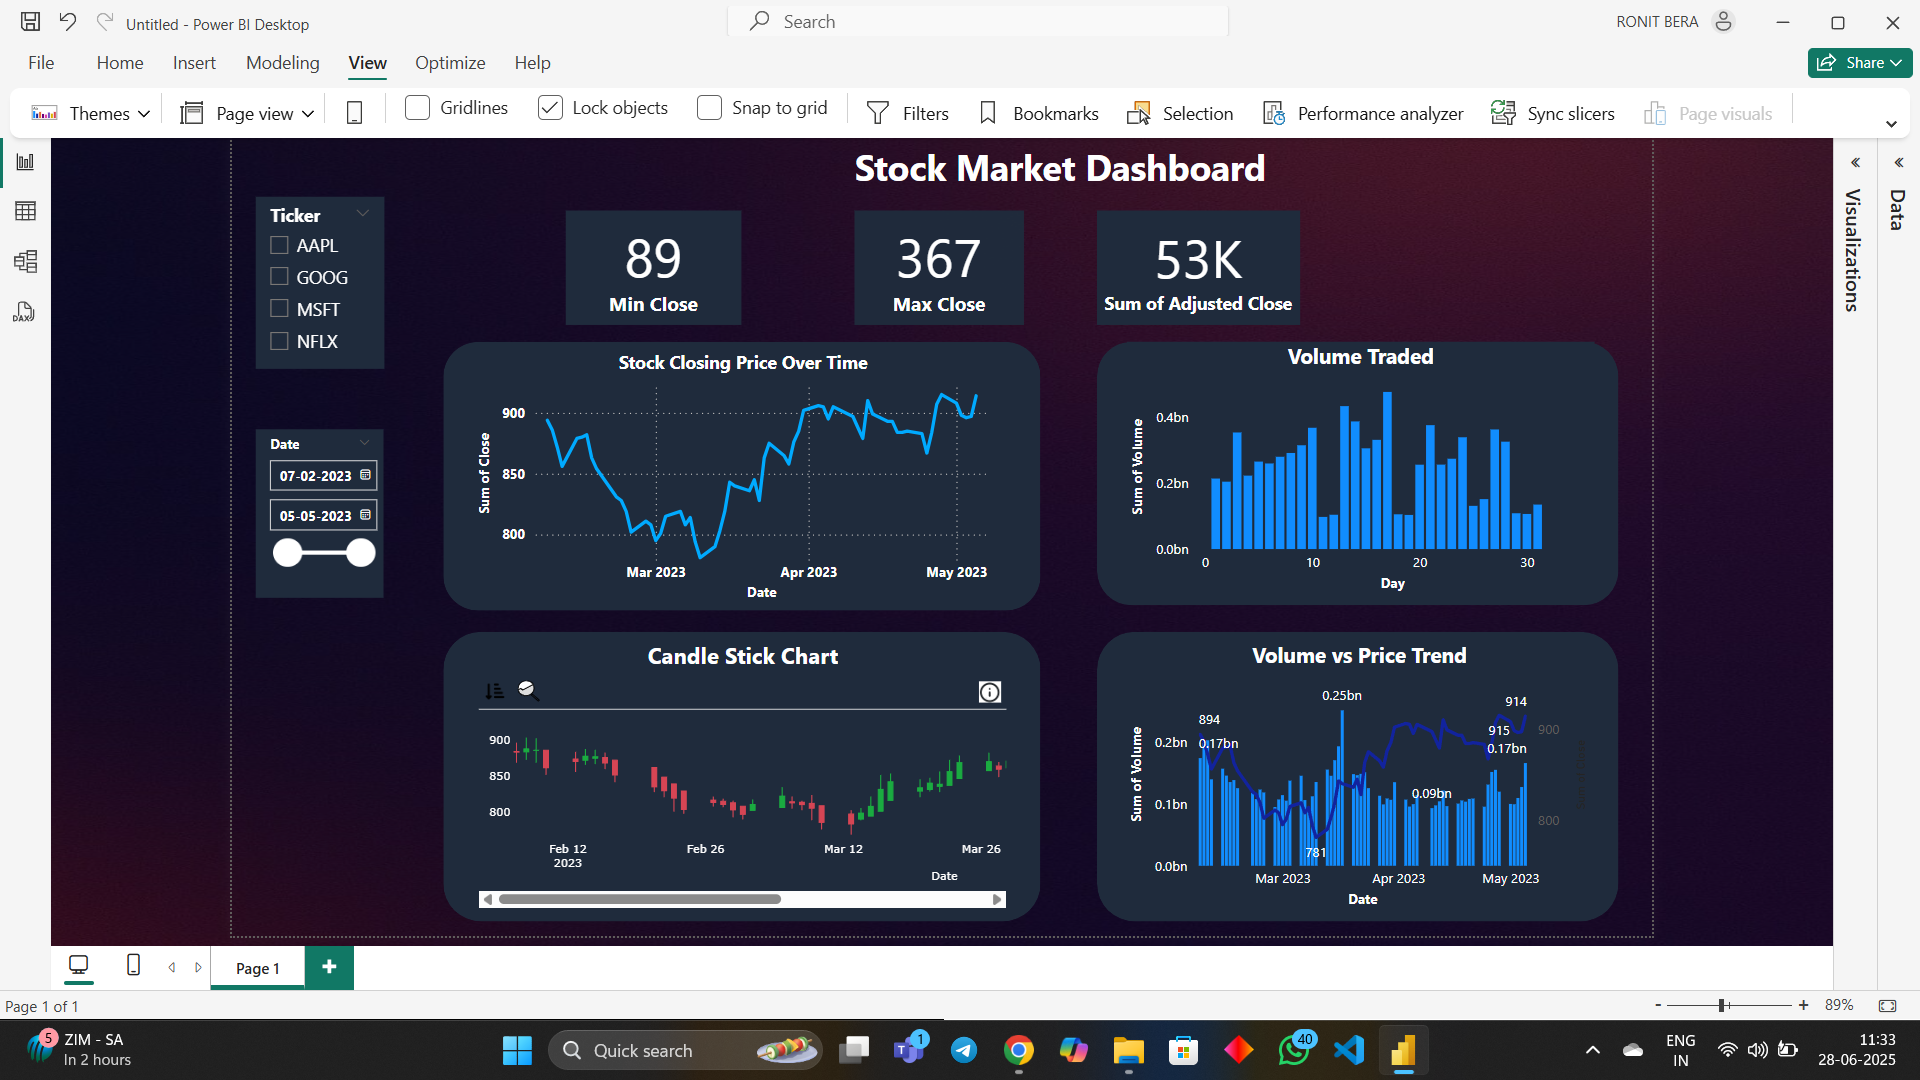 Untitled - Power BI Desktop
Search
RONIT BERA
File
Home
Insert
Modeling
View
Optimize
Help
Share
Themes
Page view
Gridlines
Lock objects
Snap to grid
Filters
Bookmarks
Selection
Performance analyzer
Sync slicers
Page visuals
Stock Market Dashboard
Ticker
AAPL
GOOG
MSFT
NFLX
89
Min Close
367
Max Close
53K
Sum of Adjusted Close
Visualizations
Data
DAX
Date
07-02-2023
05-05-2023
Stock Closing Price Over Time
Sum of Close
900
850
800
Mar 2023
Apr 2023
May 2023
Date
Volume Traded
Sum of Volume
0.4bn
0.2bn
0.0bn
0
10
20
30
Day
Candle Stick Chart
900
850
800
Feb 12
2023
Feb 26
Mar 12
Mar 26
Date
Volume vs Price Trend
Sum of Volume
0.2bn
0.1bn
0.0bn
894
0.17bn
0.25bn
781
0.09bn
914
915
0.17bn
900
800
Mar 2023
Apr 2023
May 2023
Date
Page 1
Page 1 of 1
- + 89%
5
ZIM - SA
In 2 hours
Quick search
1
40
ENG
IN
11:33
28-06-2025